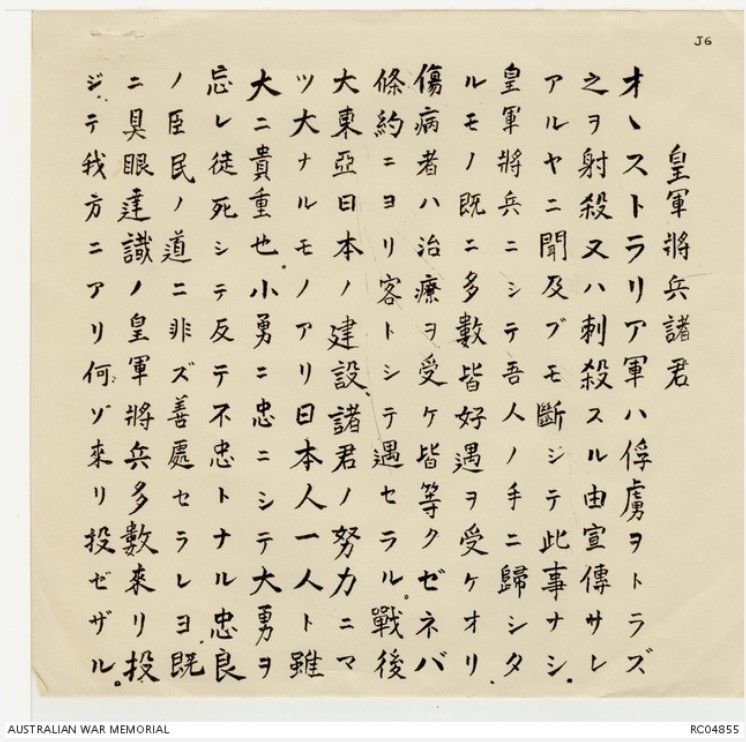 J6
皇軍將兵諸君
オヽストラリア軍ハ俘虜ヲトラズ
之ヲ射殺又ハ刺殺スル由宣傳サレ
アルヤニ聞及ブモ斷ジテ此事ナシ。
皇軍將兵ニシテ吾人ノ手ニ歸シタ
ルモノ既ニ多數皆好遇ヲ受ケオリ。
傷病者ハ治療ヲ受ケ皆等クゼネバ
條約ニヨリ客トシテ遇セラル。戰後
大東亞日本ノ建設、諸君ノ努力ニマ
ツ大ナルモノアリ日本人一人ト雖
大ニ貴重也。小勇ニ忠ニシテ大勇ヲ
忘レ徒死シテ反テ不忠トナル忠良
ノ臣民ノ道ニ非ズ善處セラレヨ。既
ニ具眼達識ノ皇軍將兵多數來リ投
ジテ我方ニアリ何ゾ來リ投ゼザル。
AUSTRALIAN WAR MEMORIAL
RC04855